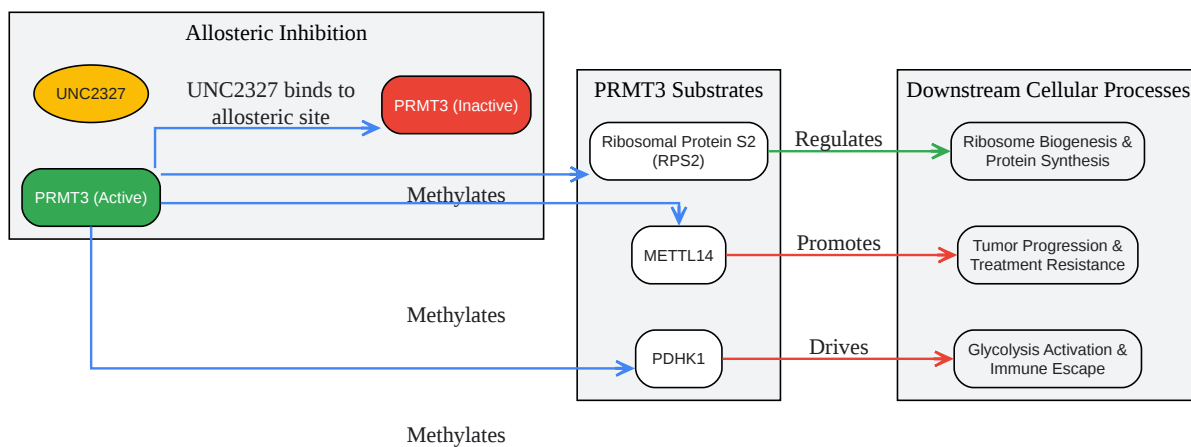 Allosteric Inhibition
UNC2327
UNC2327 binds to
allosteric site
PRMT3 (Inactive)
PRMT3 (Active)
Methylates
Methylates
Methylates
PRMT3 Substrates
Ribosomal Protein S2
(RPS2)
METTL14
PDHK1
Regulates
Promotes
Drives
Downstream Cellular Processes
Ribosome Biogenesis &
Protein Synthesis
Tumor Progression &
Treatment Resistance
Glycolysis Activation &
Immune Escape